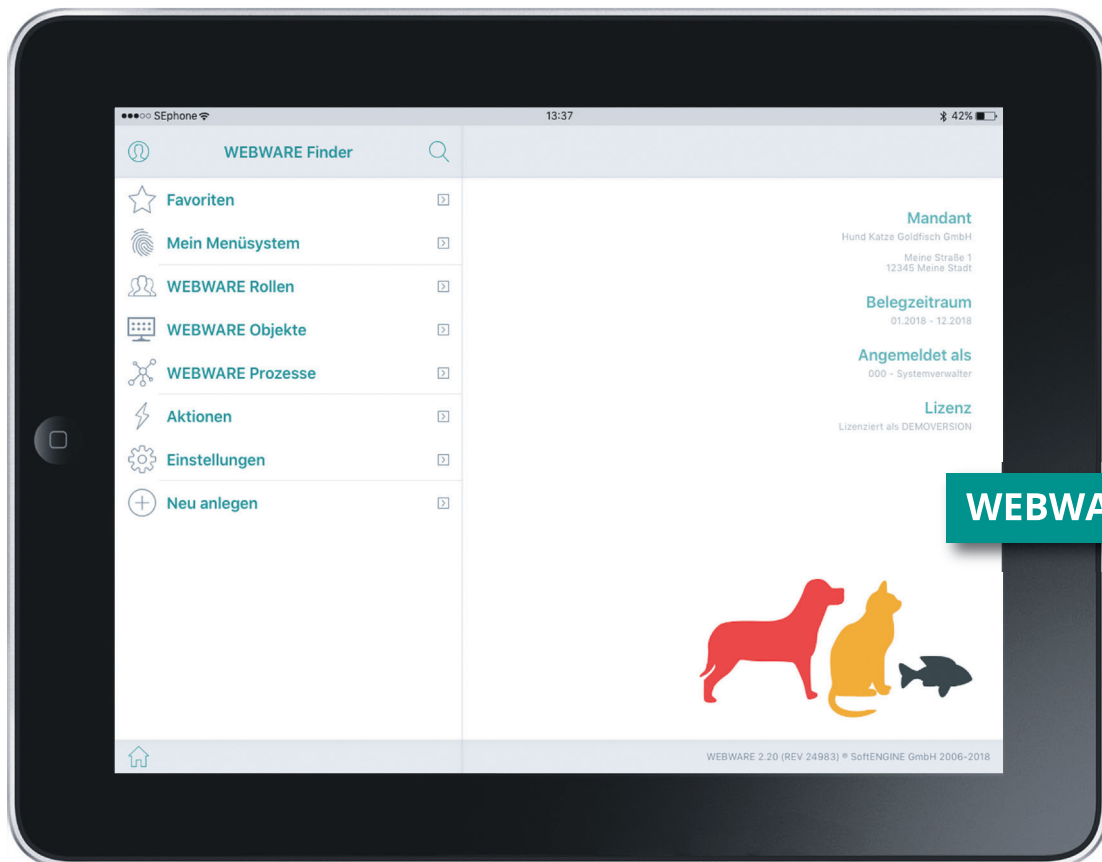 SEphone
13:37
42%
WEBWARE Finder
Favoriten
Mein Menüsystem
WEBWARE Rollen
WEBWARE Objekte
WEBWARE Prozesse
Aktionen
Einstellungen
Neu anlegen
Mandant
Hund Katze Goldfisch GmbH
Meine Straße 1
12345 Meine Stadt
Belegzeitraum
01.2018 - 12.2018
Angemeldet als
000 - Systemverwalter
Lizenz
Lizenziert als DEMOVERSION
WEBWA
WEBWARE 2.20 (REV 24983) © SoftENGINE GmbH 2006-2018